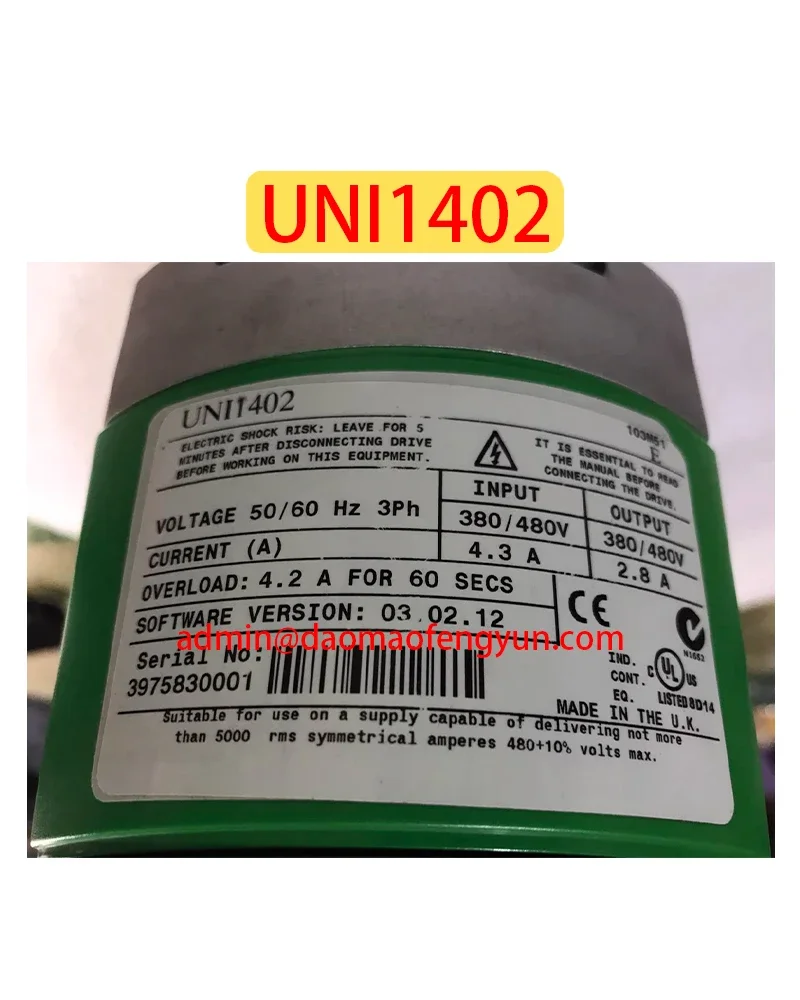 UNI1402
UNI1402
103M51
E
ELECTRIC SHOCK RISK: LEAVE FOR 5
MINUTES AFTER DISCONNECTING DRIVE
BEFORE WORKING ON THIS EQUIPMENT.
IT IS ESSENTIAL TO READ
THE MANUAL BEFORE
CONNECTING THE DRIVE.
INPUT OUTPUT
VOLTAGE 50/60 Hz 3Ph 380/480V 380/480V
CURRENT (A) 4.3 A 2.8 A
OVERLOAD: 4.2 A FOR 60 SECS
SOFTWARE VERSION: 03.02.12
CE
N1652
admin@daomaofengyun.com
Serial No:
3975830001
IND.
CONT.
EQ.
C UL US
LISTED 8D14
MADE IN THE U.K.
Suitable for use on a supply capable of delivering not more
than 5000 rms symmetrical amperes 480+10% volts max.